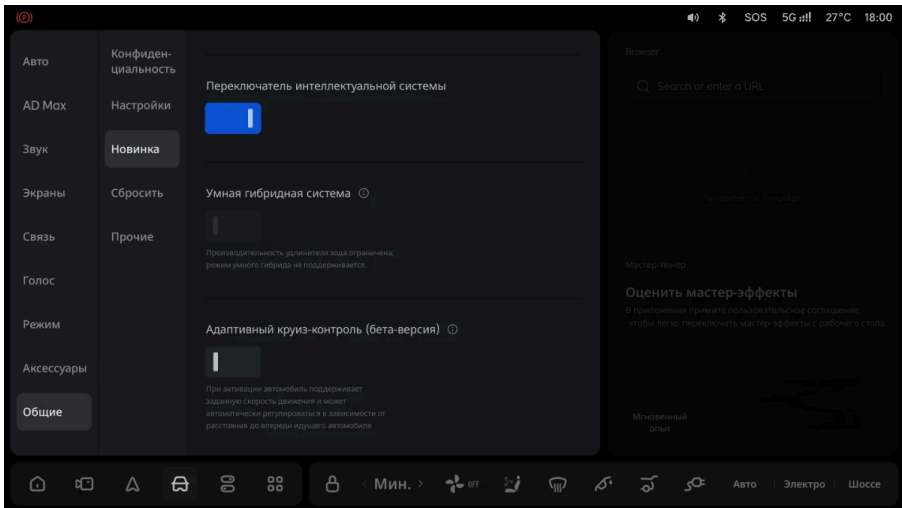 SOS 5G 27°C 18:00
Авто
AD Max
Звук
Экраны
Связь
Голос
Режим
Аксессуары
Общие
Конфиден-
циальность
Настройки
Новинка
Сбросить
Прочие
Переключатель интеллектуальной системы
Умная гибридная система
Производительность удлинителя хода ограничена;
режим умного гибрида не поддерживается.
Адаптивный круиз-контроль (бета-версия)
При активации автомобиль поддерживает
заданную скорость движения и может
автоматически регулироваться в зависимости от
расстояния до впереди идущего автомобиля
Browser
Search or enter a URL
Мастер-тюнер
Оценить мастер-эффекты
В приложении примите пользовательское соглашение,
чтобы легко переключать мастер-эффекты с рабочего стола.
Мгновенный
опыт
Мин. OFF Авто Электро Шоссе